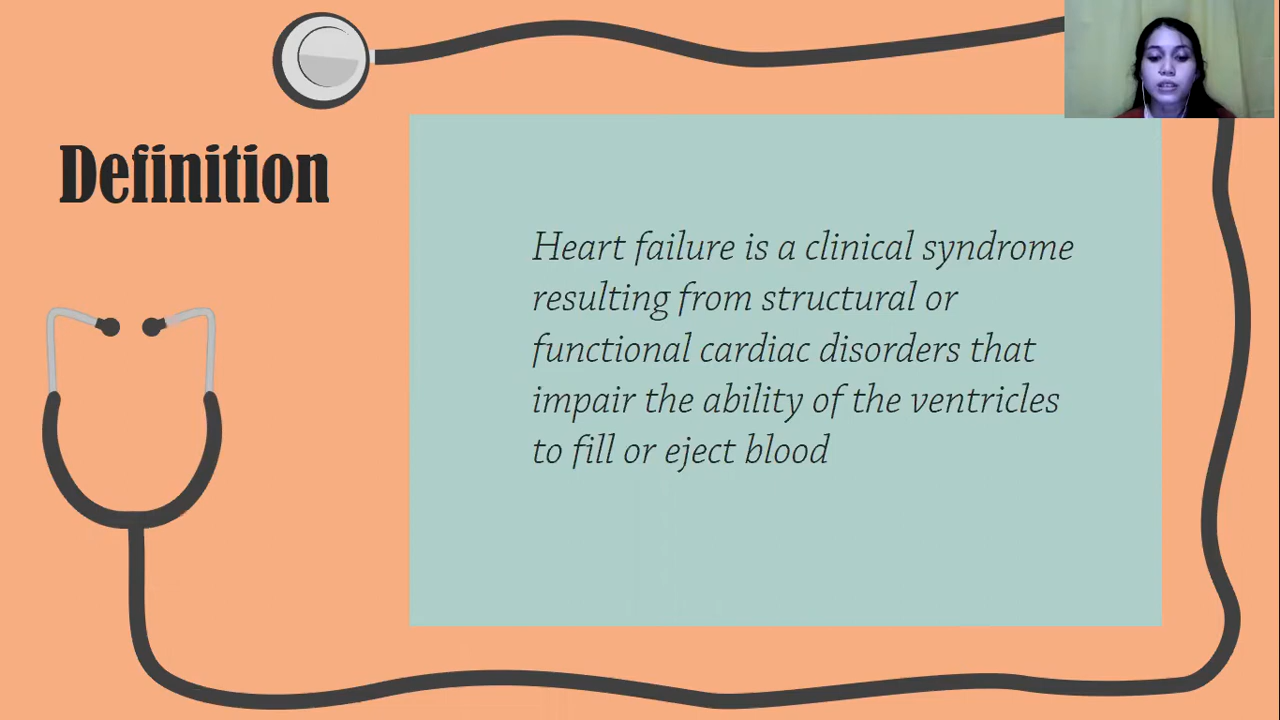 Definition
Heart failure is a clinical syndrome
resulting from structural or
functional cardiac disorders that
impair the ability of the ventricles
to fill or eject blood